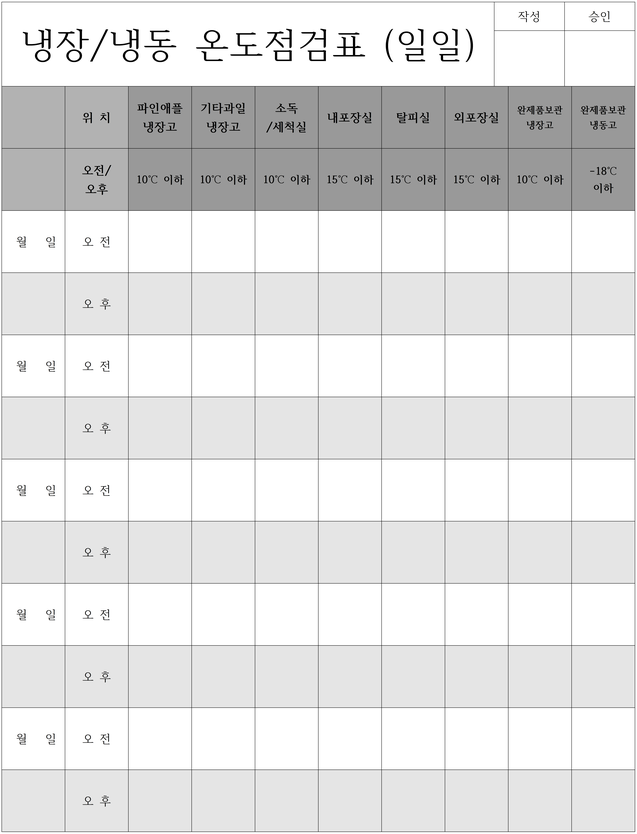 냉장/냉동 온도점검표 (일일)
작성
승인
위 치
파인애플
냉장고
기타과일
냉장고
소독
/세척실
내포장실
탈피실
외포장실
완제품보관
냉장고
완제품보관
냉동고
오전/
오후
10℃ 이하
10℃ 이하
10℃ 이하
15℃ 이하
15℃ 이하
15℃ 이하
10℃ 이하
-18℃
이하
월 일
오 전
오 후
월 일
오 전
오 후
월 일
오 전
오 후
월 일
오 전
오 후
월 일
오 전
오 후